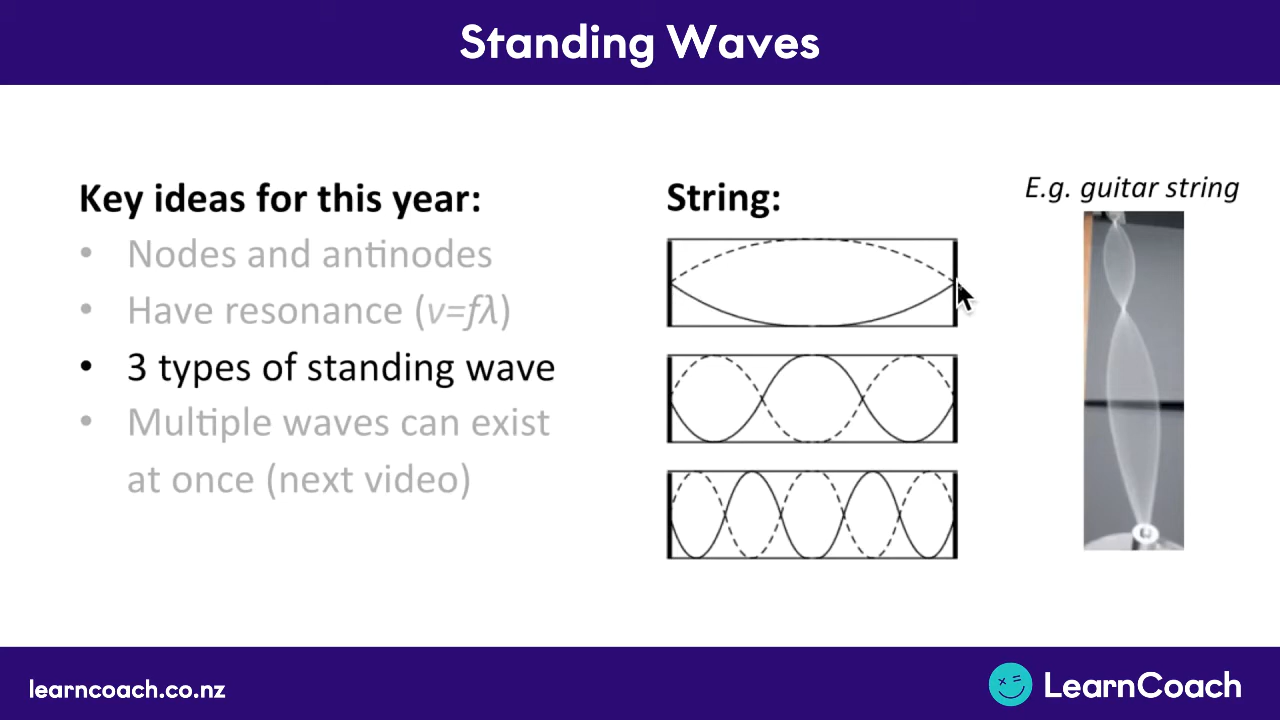 Standing Waves
Key ideas for this year:
• Nodes and antinodes
• Have resonance (v=fλ)
• 3 types of standing wave
• Multiple waves can exist
at once (next video)
String:
E.g. guitar string
learncoach.co.nz
LearnCoach